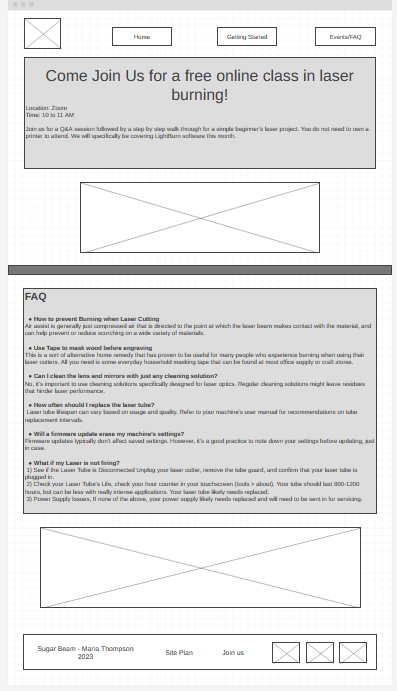 Home
Getting Started
Events/FAQ
Come Join Us for a free online class in laser
burning!
Location: Zoom
Time: 10 to 11 AM
Join us for a Q&A session followed by a step by step walk through for a simple beginner's laser project. You do not need to own a
printer to attend. We will specifically be covering LightBurn software this month.
FAQ
● How to prevent Burning when Laser Cutting
Air assist is generally just compressed air that is directed to the point at which the laser beam makes contact with the material, and
can help prevent or reduce scorching on a wide variety of materials.
● Use Tape to mask wood before engraving
This is a sort of alternative home remedy that has proven to be useful for many people who experience burning when using their
laser cutters. All you need is some everyday household masking tape that can be found at most office supply or craft stores.
● Can I clean the lens and mirrors with just any cleaning solution?
No, it's important to use cleaning solutions specifically designed for laser optics. Regular cleaning solutions might leave residues
that hinder laser performance.
● How often should I replace the laser tube?
Laser tube lifespan can vary based on usage and quality. Refer to your machine's user manual for recommendations on tube
replacement intervals.
● Will a firmware update erase my machine's settings?
Firmware updates typically don't affect saved settings. However, it's a good practice to note down your settings before updating, just
in case.
● What if my Laser is not firing?
1) See if the Laser Tube is Disconnected Unplug your laser cutter, remove the tube guard, and confirm that your laser tube is
plugged in.
2) Check your Laser Tube's Life, check your hour counter in your touchscreen (tools > about). Your tube should last 800-1200
hours, but can be less with really intense applications. Your laser tube likely needs replaced.
3) Power Supply Issues, If none of the above, your power supply likely needs replaced and will need to be sent in for servicing.
Sugar Beam - Maria Thompson
2023
Site Plan
Join us